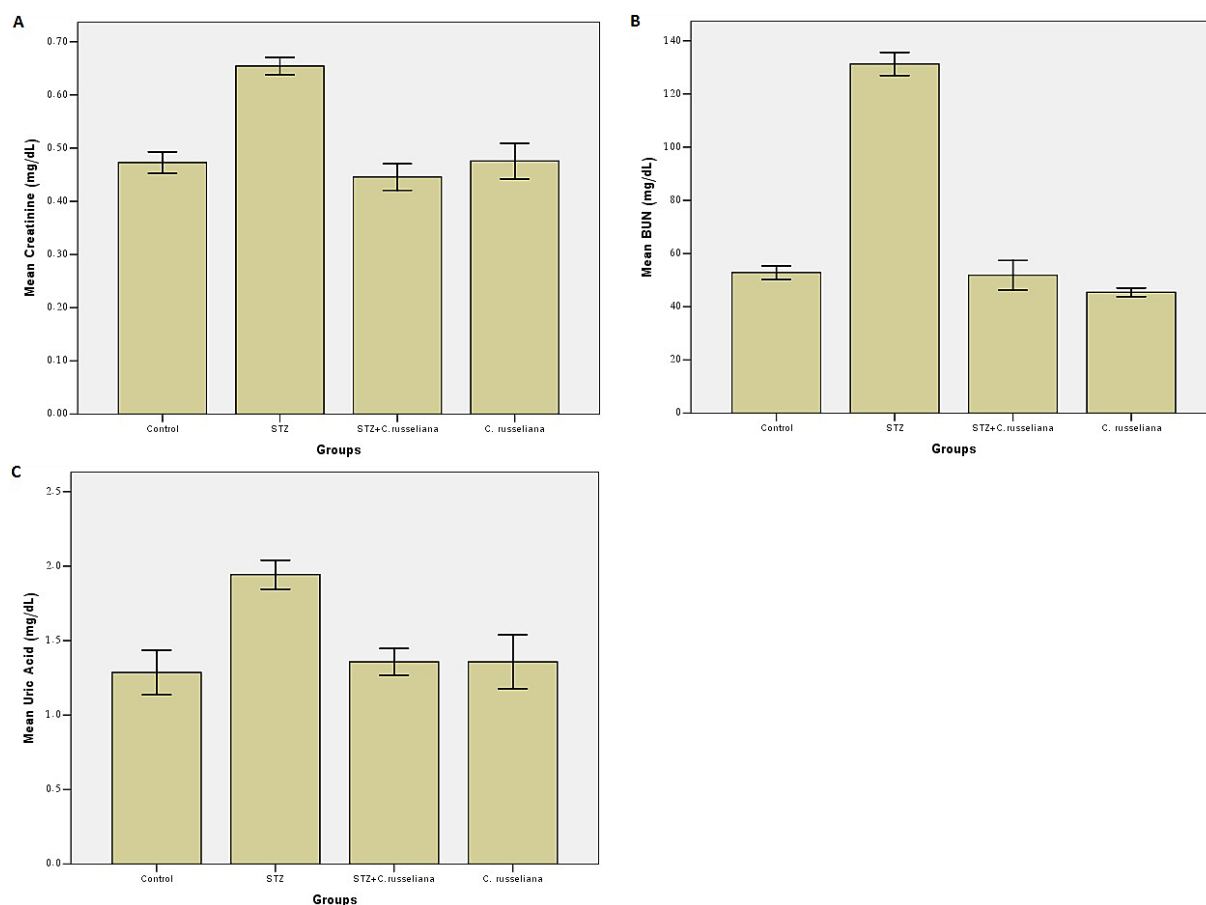 A
Mean Creatinine (mg/dL)
0.70
0.60
0.50
0.40
0.30
0.20
0.10
0.00
Control STZ STZ+C.russeliana C. russeliana
Groups
B
Mean BUN (mg/dL)
140
120
100
80
60
40
20
0
Control STZ STZ+C.russeliana C. russeliana
Groups
C
Mean Uric Acid (mg/dL)
2.5
2.0
1.5
1.0
0.5
0.0
Control STZ STZ+C.russeliana C. russeliana
Groups